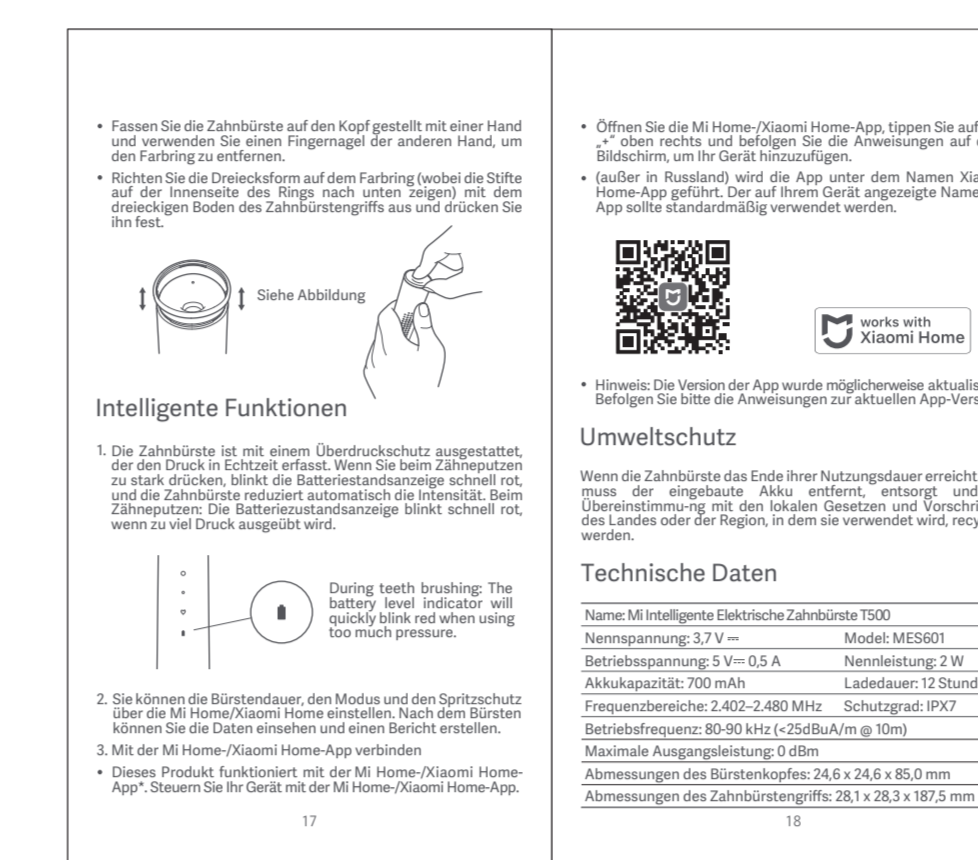 • Fassen Sie die Zahnbürste auf den Kopf gestellt mit einer Hand
und verwenden Sie einen Fingernagel der anderen Hand, um
den Farbring zu entfernen.
• Richten Sie die Dreiecksform auf dem Farbring (wobei die Stifte
auf der Innenseite des Rings nach unten zeigen) mit dem
dreieckigen Boden des Zahnbürstengriffs aus und drücken Sie
ihn fest.
Siehe Abbildung
Intelligente Funktionen
1. Die Zahnbürste ist mit einem Überdruckschutz ausgestattet,
der den Druck in Echtzeit erfasst. Wenn Sie beim Zähneputzen
zu stark drücken, blinkt die Batteriestandsanzeige schnell rot,
und die Zahnbürste reduziert automatisch die Intensität. Beim
Zähneputzen: Die Batteriezustandsanzeige blinkt schnell rot,
wenn zu viel Druck ausgeübt wird.
During teeth brushing: The
battery level indicator will
quickly blink red when using
too much pressure.
2. Sie können die Bürstendauer, den Modus und den Spritzschutz
über die Mi Home/Xiaomi Home einstellen. Nach dem Bürsten
können Sie die Daten einsehen und einen Bericht erstellen.
3. Mit der Mi Home-/Xiaomi Home-App verbinden
• Dieses Produkt funktioniert mit der Mi Home-/Xiaomi Home-
App*. Steuern Sie Ihr Gerät mit der Mi Home-/Xiaomi Home-App.
17
• Öffnen Sie die Mi Home-/Xiaomi Home-App, tippen Sie auf
„+“ oben rechts und befolgen Sie die Anweisungen auf
Bildschirm, um Ihr Gerät hinzuzufügen.
• (außer in Russland) wird die App unter dem Namen Xia
Home-App geführt. Der auf Ihrem Gerät angezeigte Name
App sollte standardmäßig verwendet werden.
works with
Xiaomi Home
• Hinweis: Die Version der App wurde möglicherweise aktualis
Befolgen Sie bitte die Anweisungen zur aktuellen App-Vers
Umweltschutz
Wenn die Zahnbürste das Ende ihrer Nutzungsdauer erreicht
muss der eingebaute Akku entfernt, entsorgt und
Übereinstimmu-ng mit den lokalen Gesetzen und Vorschri
des Landes oder der Region, in dem sie verwendet wird, recy
werden.
Technische Daten
Name: Mi Intelligente Elektrische Zahnbürste T500
Nennspannung: 3,7 V ⎓ Model: MES601
Betriebsspannung: 5 V⎓ 0,5 A Nennleistung: 2 W
Akkukapazität: 700 mAh Ladedauer: 12 Stund
Frequenzbereiche: 2.402–2.480 MHz Schutzgrad: IPX7
Betriebsfrequenz: 80-90 kHz (<25dBuA/m @ 10m)
Maximale Ausgangsleistung: 0 dBm
Abmessungen des Bürstenkopfes: 24,6 x 24,6 x 85,0 mm
Abmessungen des Zahnbürstengriffs: 28,1 x 28,3 x 187,5 mm
18